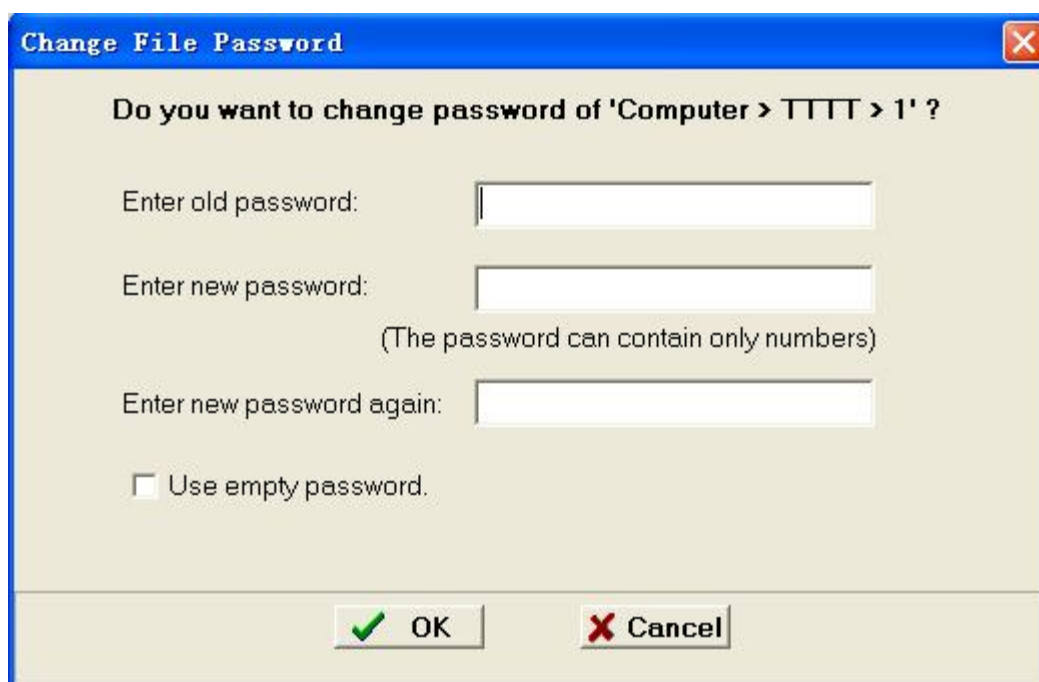 Change File Password
Do you want to change password of 'Computer > TTTT > 1' ?
Enter old password:
Enter new password:
(The password can contain only numbers)
Enter new password again:
Use empty password.
OK
Cancel